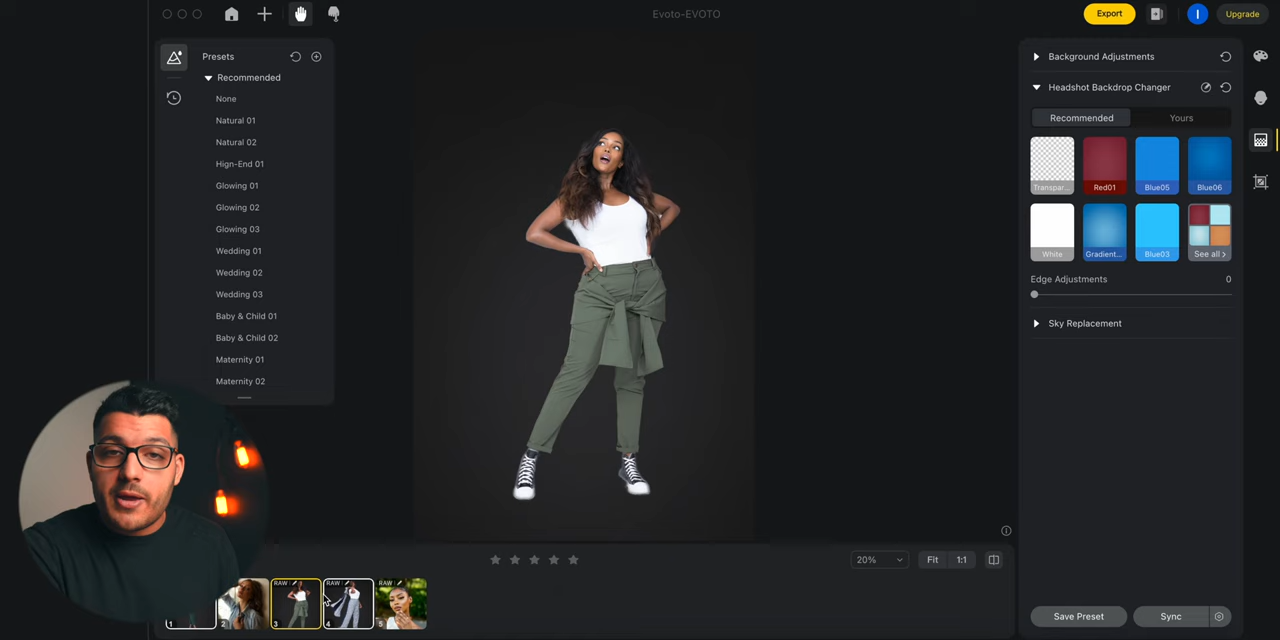 Evoto-EVOTO
Export
I
Upgrade
Presets
Recommended
None
Natural 01
Natural 02
Hign-End 01
Glowing 01
Glowing 02
Glowing 03
Wedding 01
Wedding 02
Wedding 03
Baby & Child 01
Baby & Child 02
Maternity 01
Maternity 02
Background Adjustments
Headshot Backdrop Changer
Recommended
Yours
Transpar...
Red01
Blue05
Blue06
White
Gradient...
Blue03
See all >
Edge Adjustments
0
Sky Replacement
20%
Fit
1:1
1
2
RAW
3
RAW
4
RAW
5
Save Preset
Sync